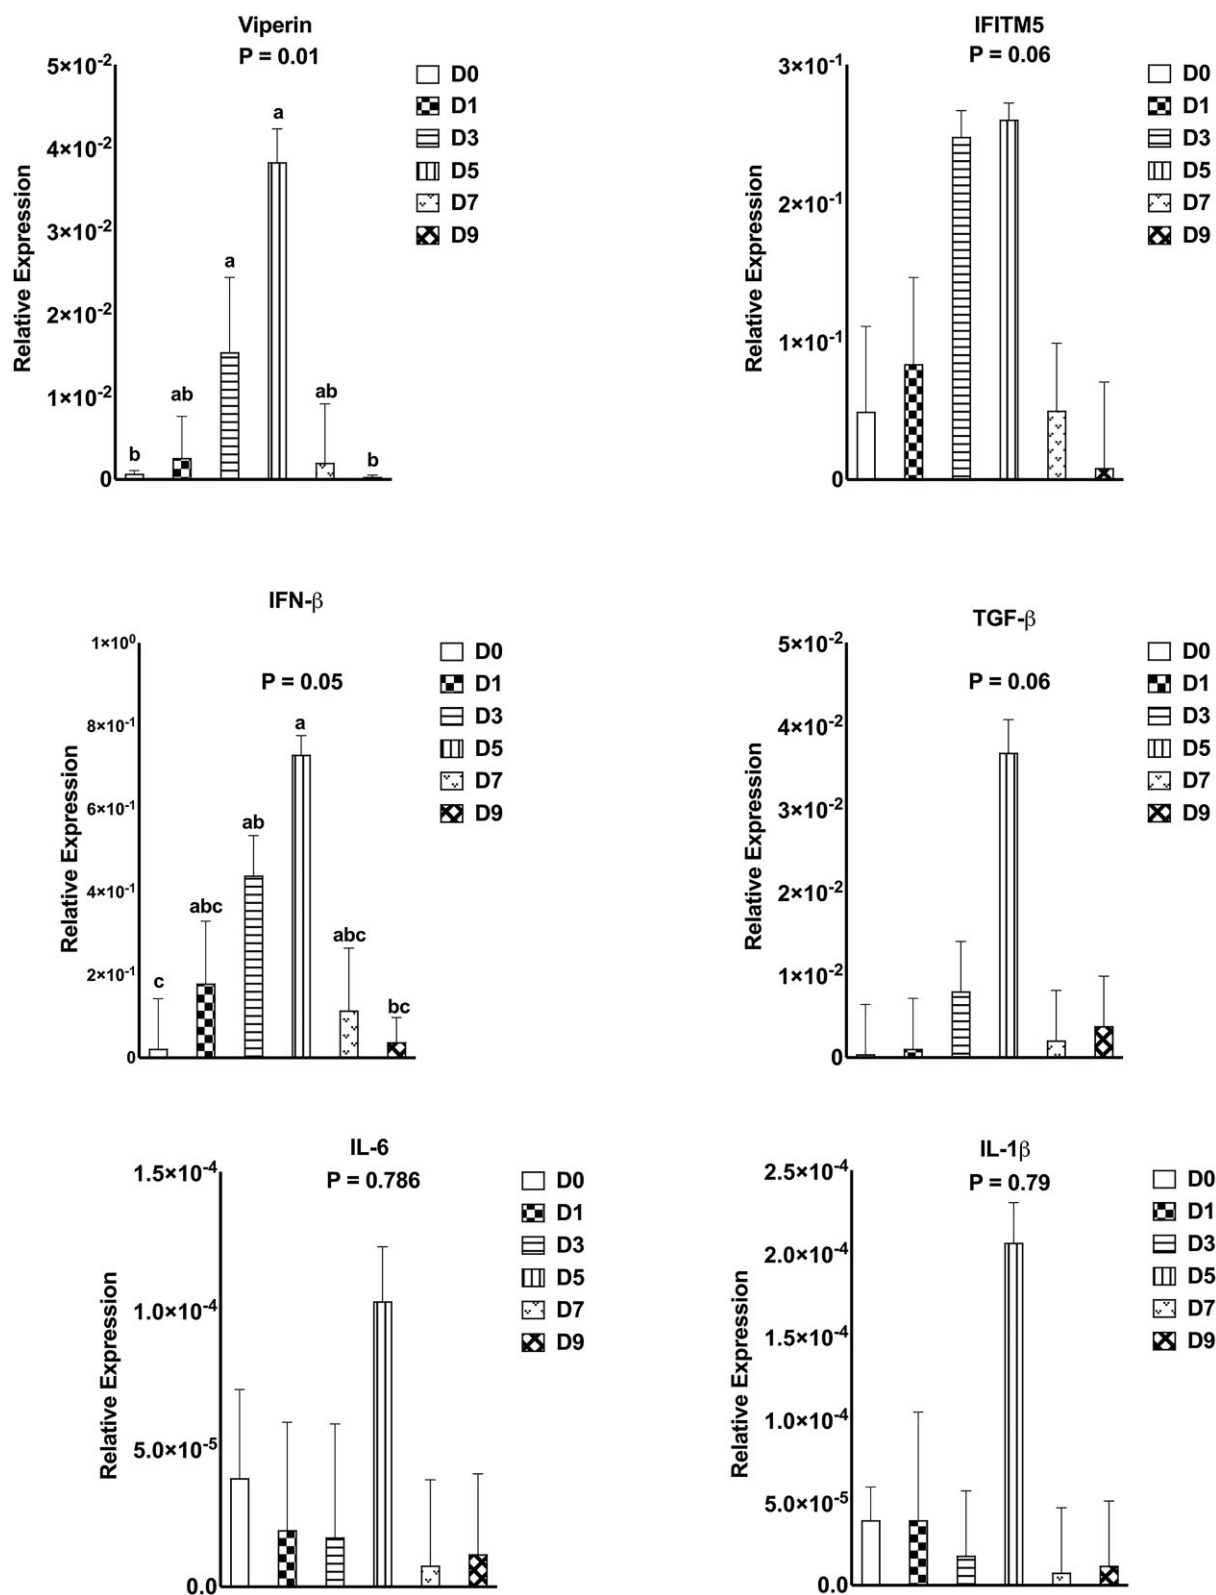 Viperin
P = 0.01
Relative Expression
5×10⁻²
4×10⁻²
3×10⁻²
2×10⁻²
1×10⁻²
0
b
ab
a
a
ab
b
D0
D1
D3
D5
D7
D9
IFITM5
P = 0.06
Relative Expression
3×10⁻¹
2×10⁻¹
1×10⁻¹
0
D0
D1
D3
D5
D7
D9
IFN-β
P = 0.05
Relative Expression
1×10⁰
8×10⁻¹
6×10⁻¹
4×10⁻¹
2×10⁻¹
0
c
abc
ab
a
abc
bc
D0
D1
D3
D5
D7
D9
TGF-β
P = 0.06
Relative Expression
5×10⁻²
4×10⁻²
3×10⁻²
2×10⁻²
1×10⁻²
0
D0
D1
D3
D5
D7
D9
IL-6
P = 0.786
Relative Expression
1.5×10⁻⁴
1.0×10⁻⁴
5.0×10⁻⁵
0.0
D0
D1
D3
D5
D7
D9
IL-1β
P = 0.79
Relative Expression
2.5×10⁻⁴
2.0×10⁻⁴
1.5×10⁻⁴
1.0×10⁻⁴
5.0×10⁻⁵
0.0
D0
D1
D3
D5
D7
D9